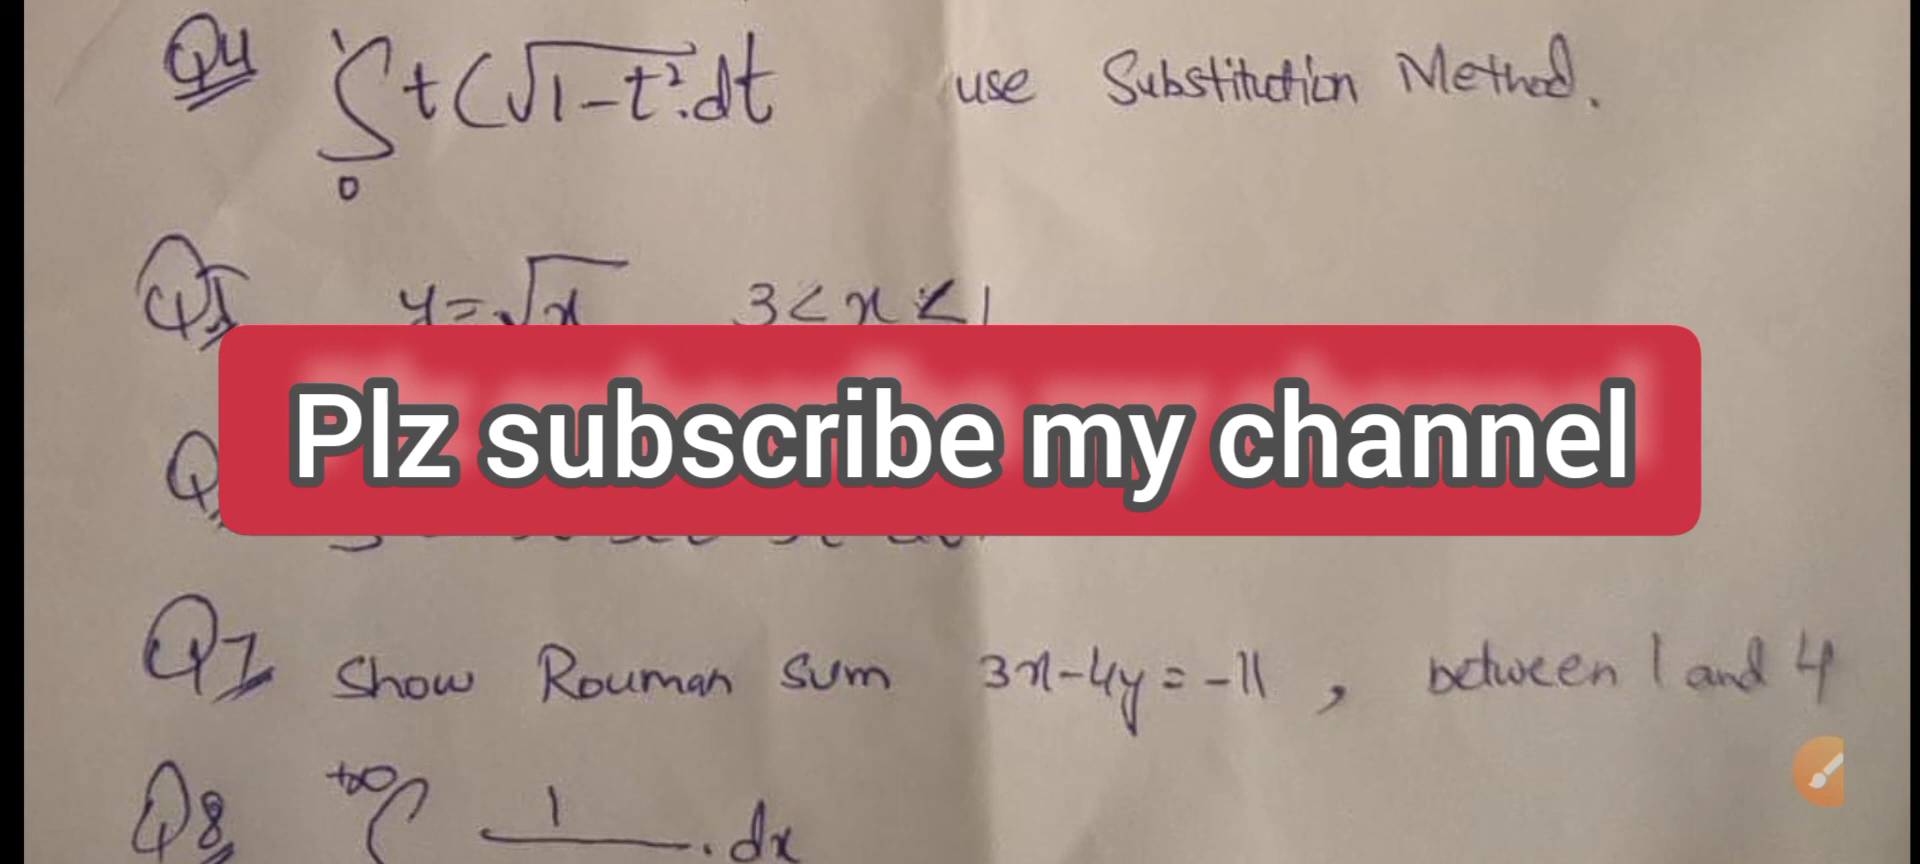 Q4 ∫₀¹ t(√1-t².dt use Substitution Method.
Q5 y=√x 3<x<1
Plz subscribe my channel
Q
Q7 Show Rouman sum 3x-4y=-11 , between 1 and 4
Q8 +∞∫ 1 .dx